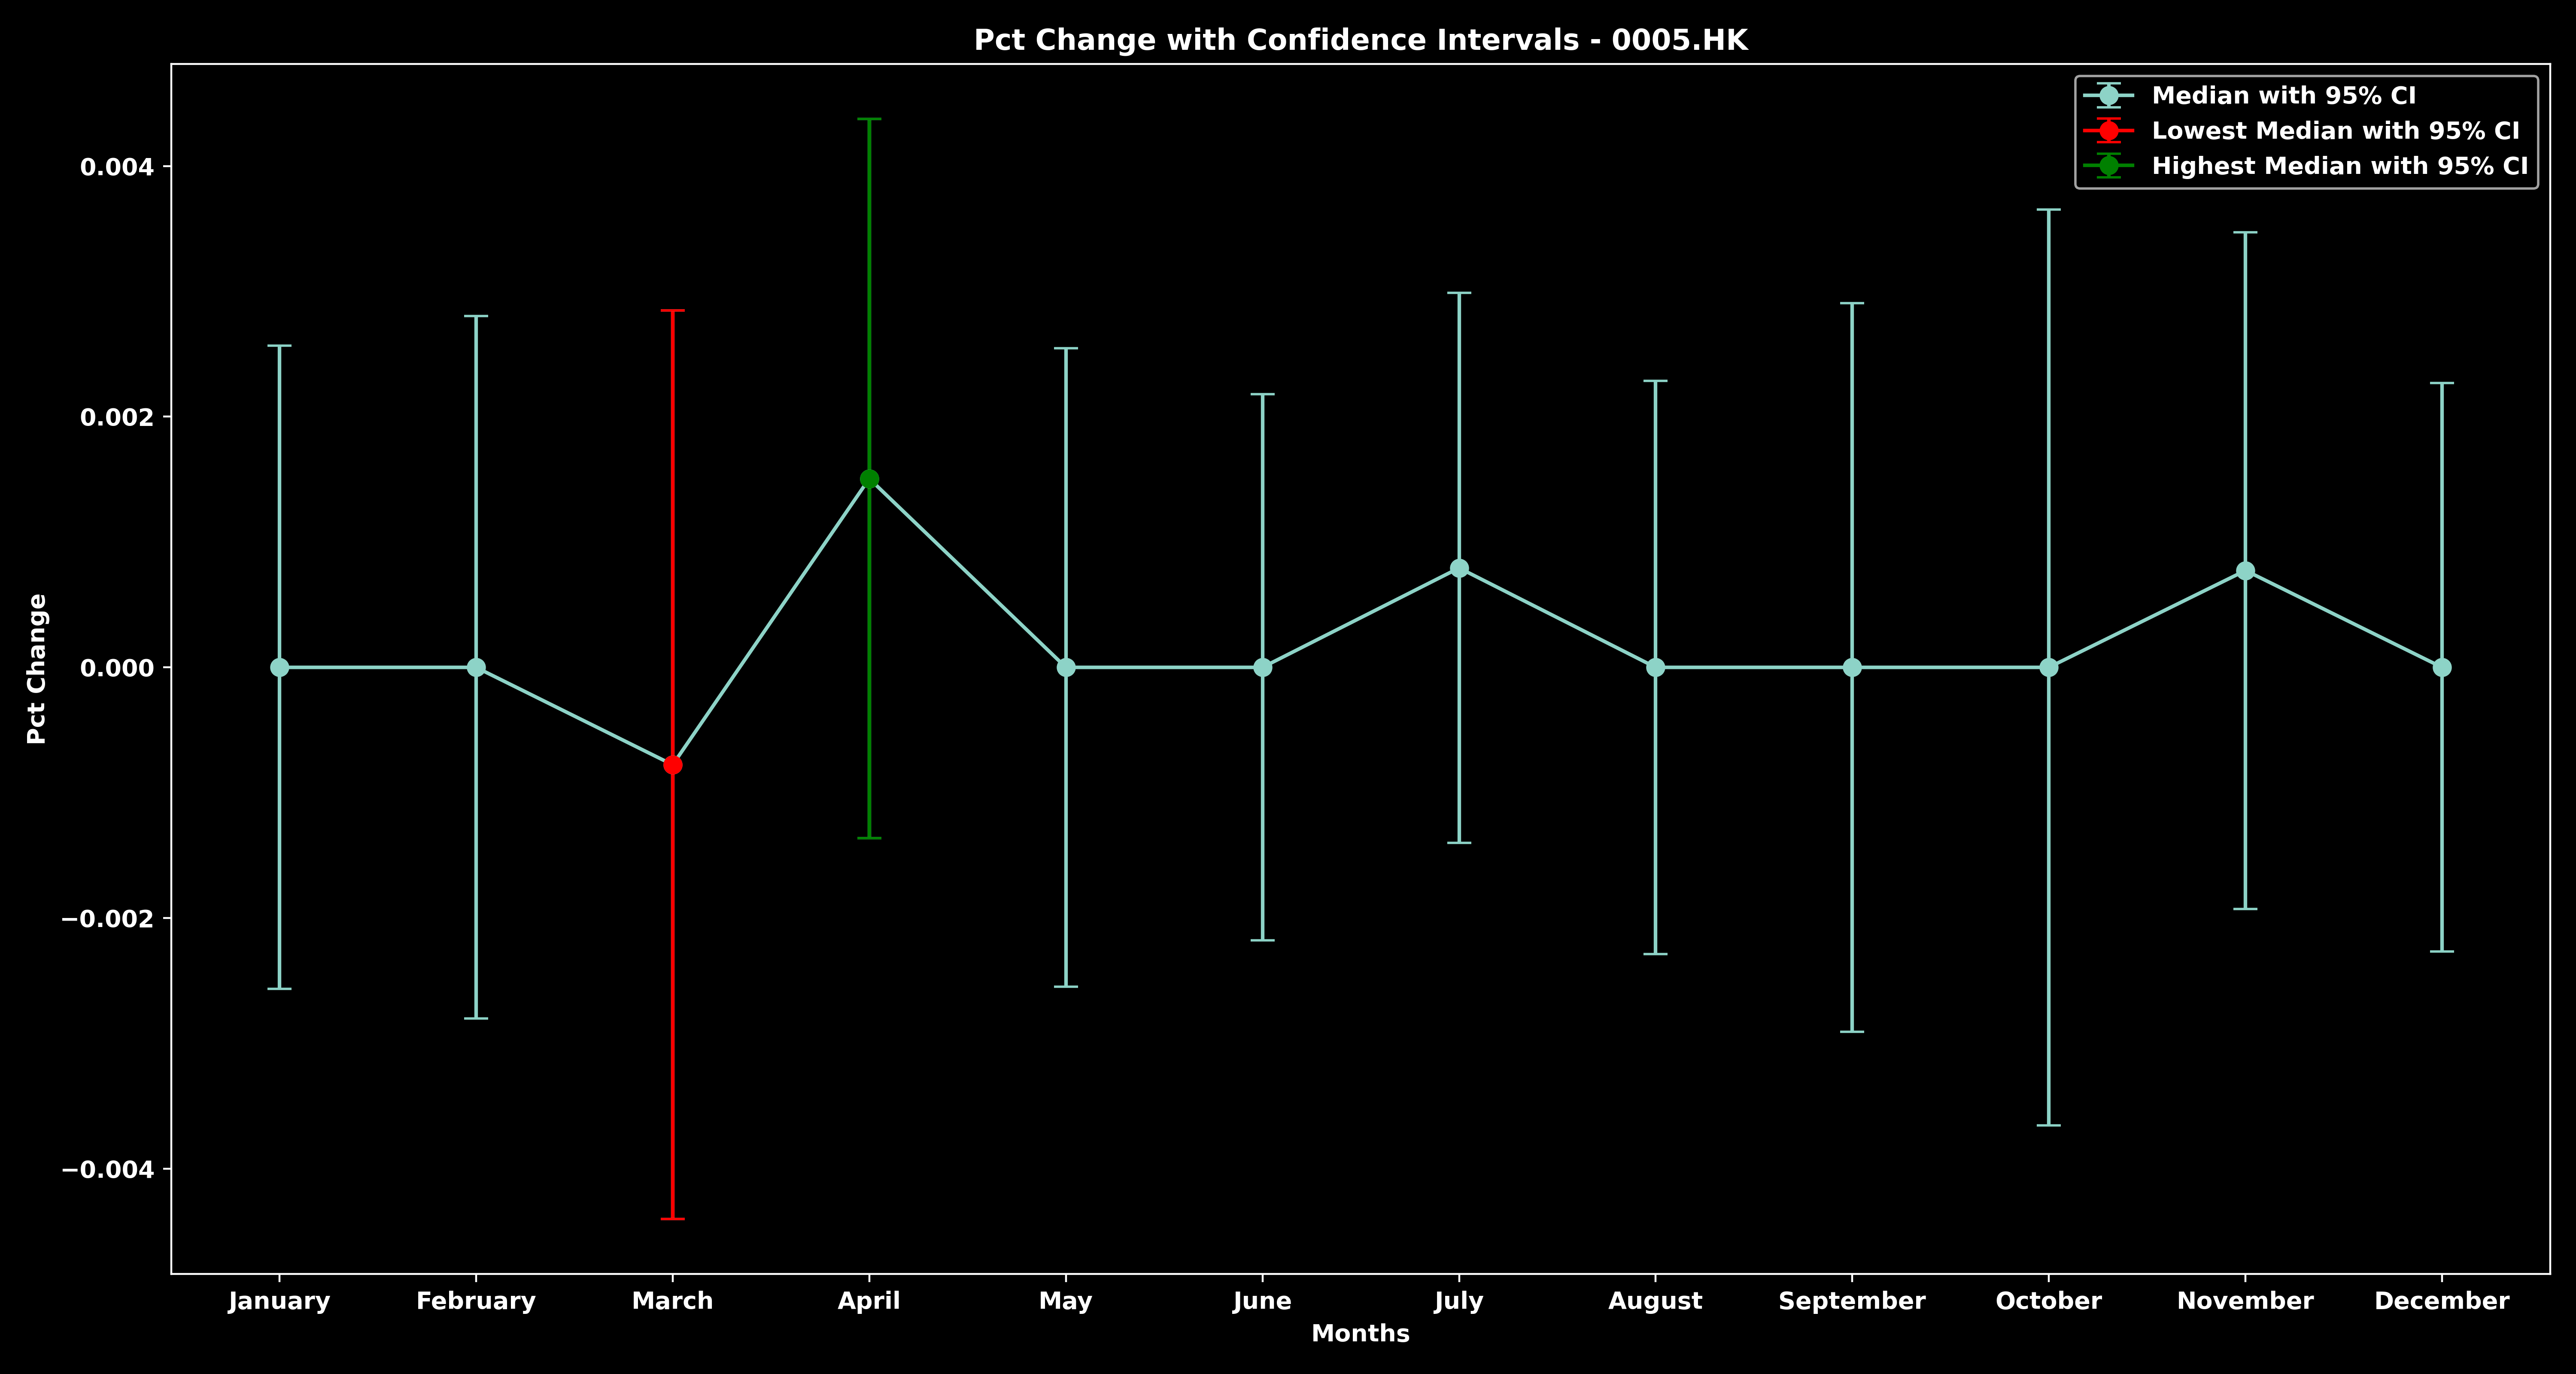 Pct Change with Confidence Intervals - 0005.HK
Median with 95% CI
Lowest Median with 95% CI
Highest Median with 95% CI
0.004
0.002
0.000
−0.002
−0.004
Pct Change
January February March April May June July August September October November December
Months